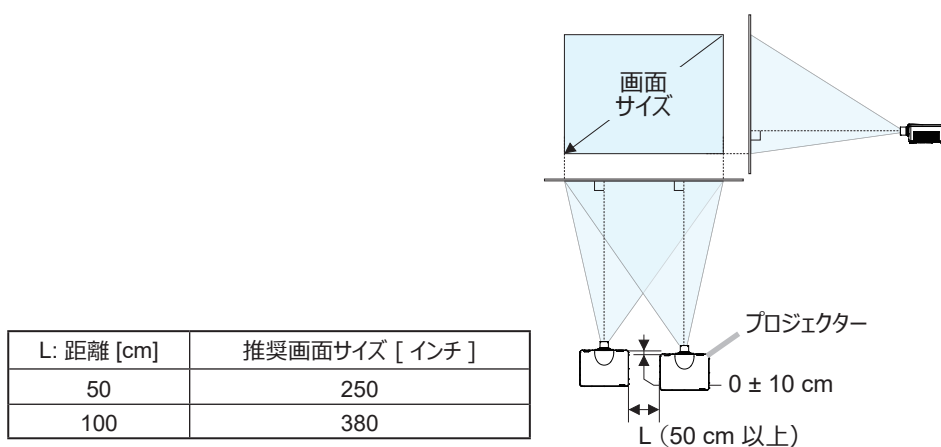 画面
サイズ
プロジェクター
0 ± 10 cm
L（50 cm 以上）
L: 距離 [cm] 推奨画面サイズ [ インチ ]
50 250
100 380